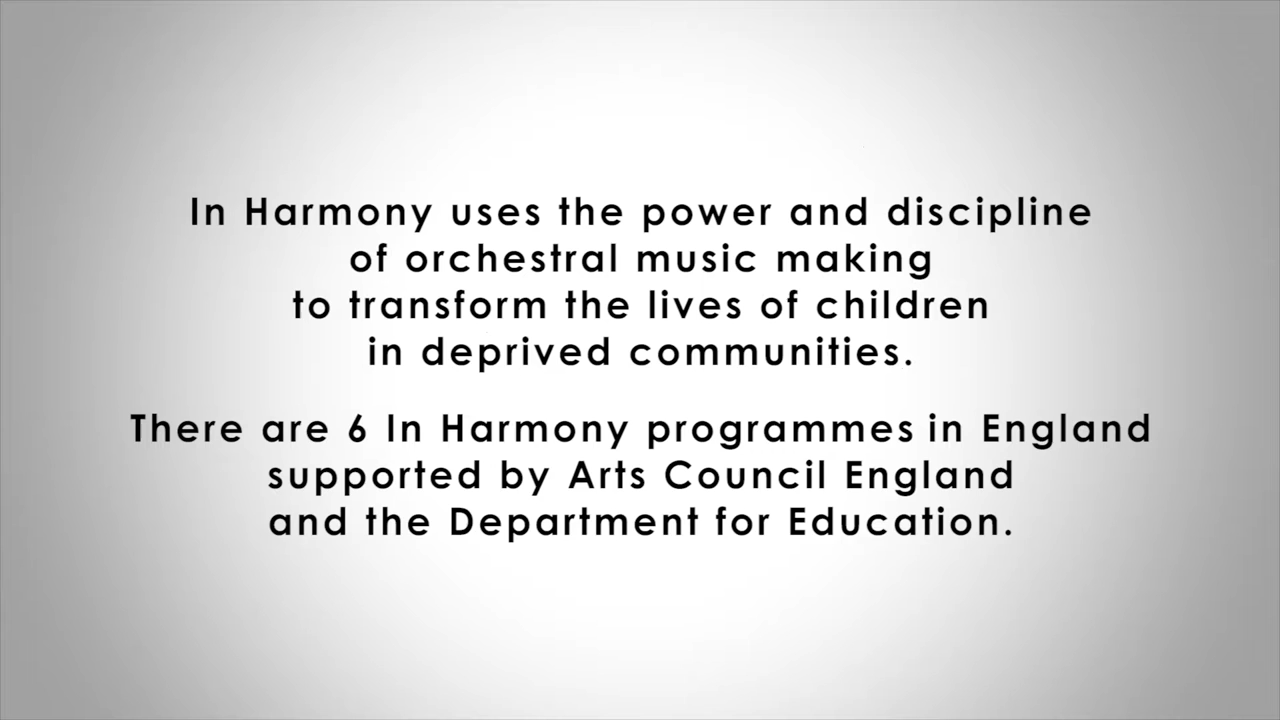 In Harmony uses the power and discipline
of orchestral music making
to transform the lives of children
in deprived communities.
There are 6 In Harmony programmes in England
supported by Arts Council England
and the Department for Education.